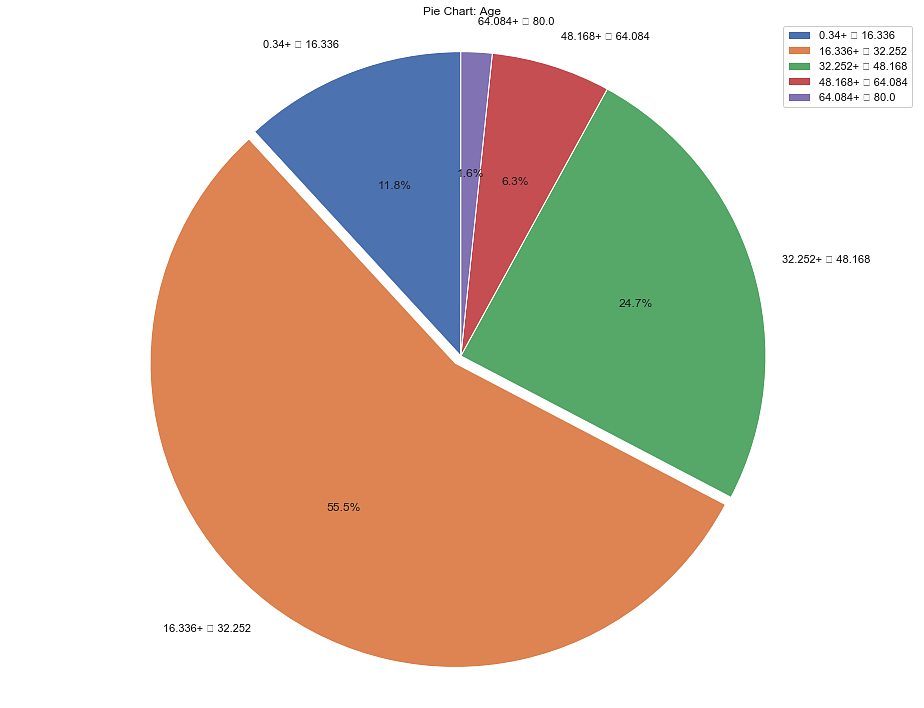 Pie Chart: Age
64.084+ □ 80.0
48.168+ □ 64.084
0.34+ □ 16.336
0.34+ □ 16.336
16.336+ □ 32.252
32.252+ □ 48.168
48.168+ □ 64.084
64.084+ □ 80.0
1.6%
6.3%
11.8%
32.252+ □ 48.168
24.7%
55.5%
16.336+ □ 32.252